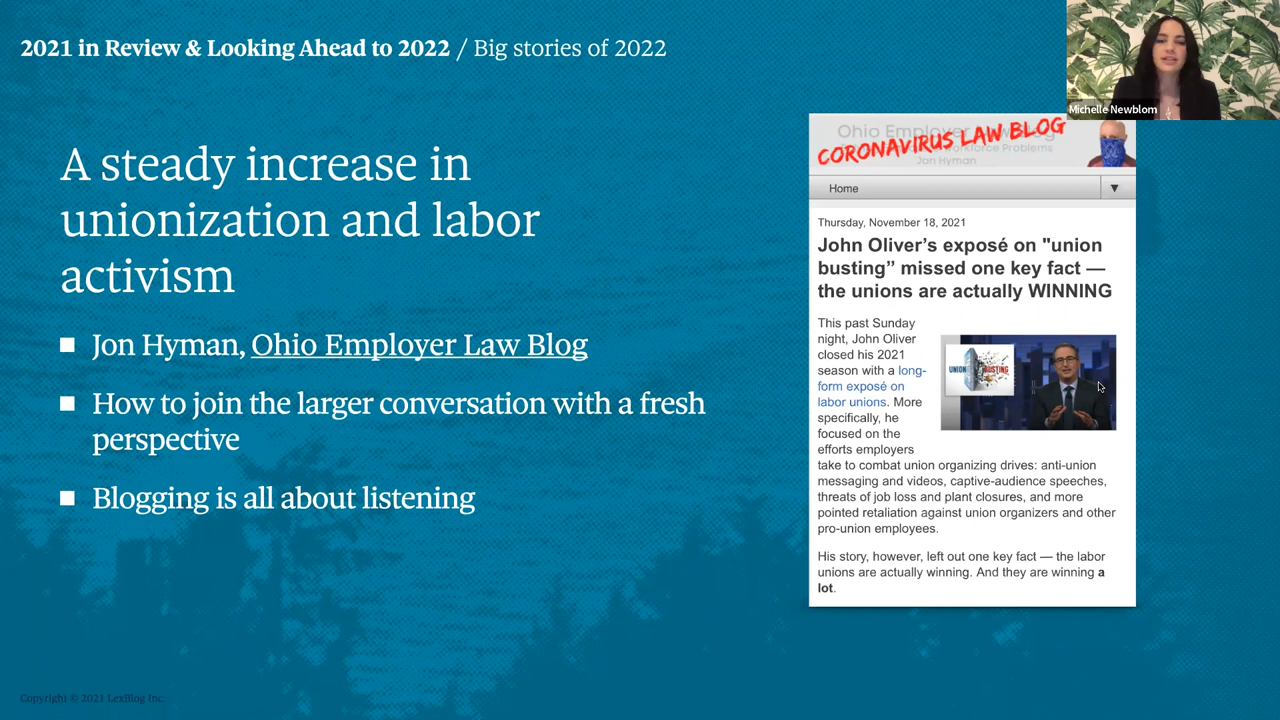 2021 in Review & Looking Ahead to 2022 / Big stories of 2022
Michelle Newblom
A steady increase in
unionization and labor
activism
Jon Hyman, Ohio Employer Law Blog
How to join the larger conversation with a fresh
perspective
Blogging is all about listening
Ohio Employer Law Blog
CORONAVIRUS LAW BLOG
Workforce Problems
Jon Hyman
Home
Thursday, November 18, 2021
John Oliver’s exposé on "union
busting” missed one key fact —
the unions are actually WINNING
This past Sunday
night, John Oliver
closed his 2021
season with a long-
form exposé on
labor unions. More
specifically, he
focused on the
efforts employers
take to combat union organizing drives: anti-union
messaging and videos, captive-audience speeches,
threats of job loss and plant closures, and more
pointed retaliation against union organizers and other
pro-union employees.
UNION BUSTING
His story, however, left out one key fact — the labor
unions are actually winning. And they are winning a
lot.
Copyright © 2021 LexBlog Inc.